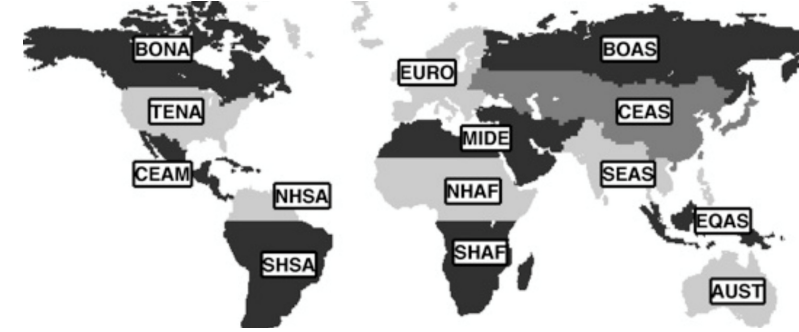 BONA
BOAS
EURO
TENA
CEAS
MIDE
CEAM
SEAS
NHSA
NHAF
EQAS
SHSA
SHAF
AUST